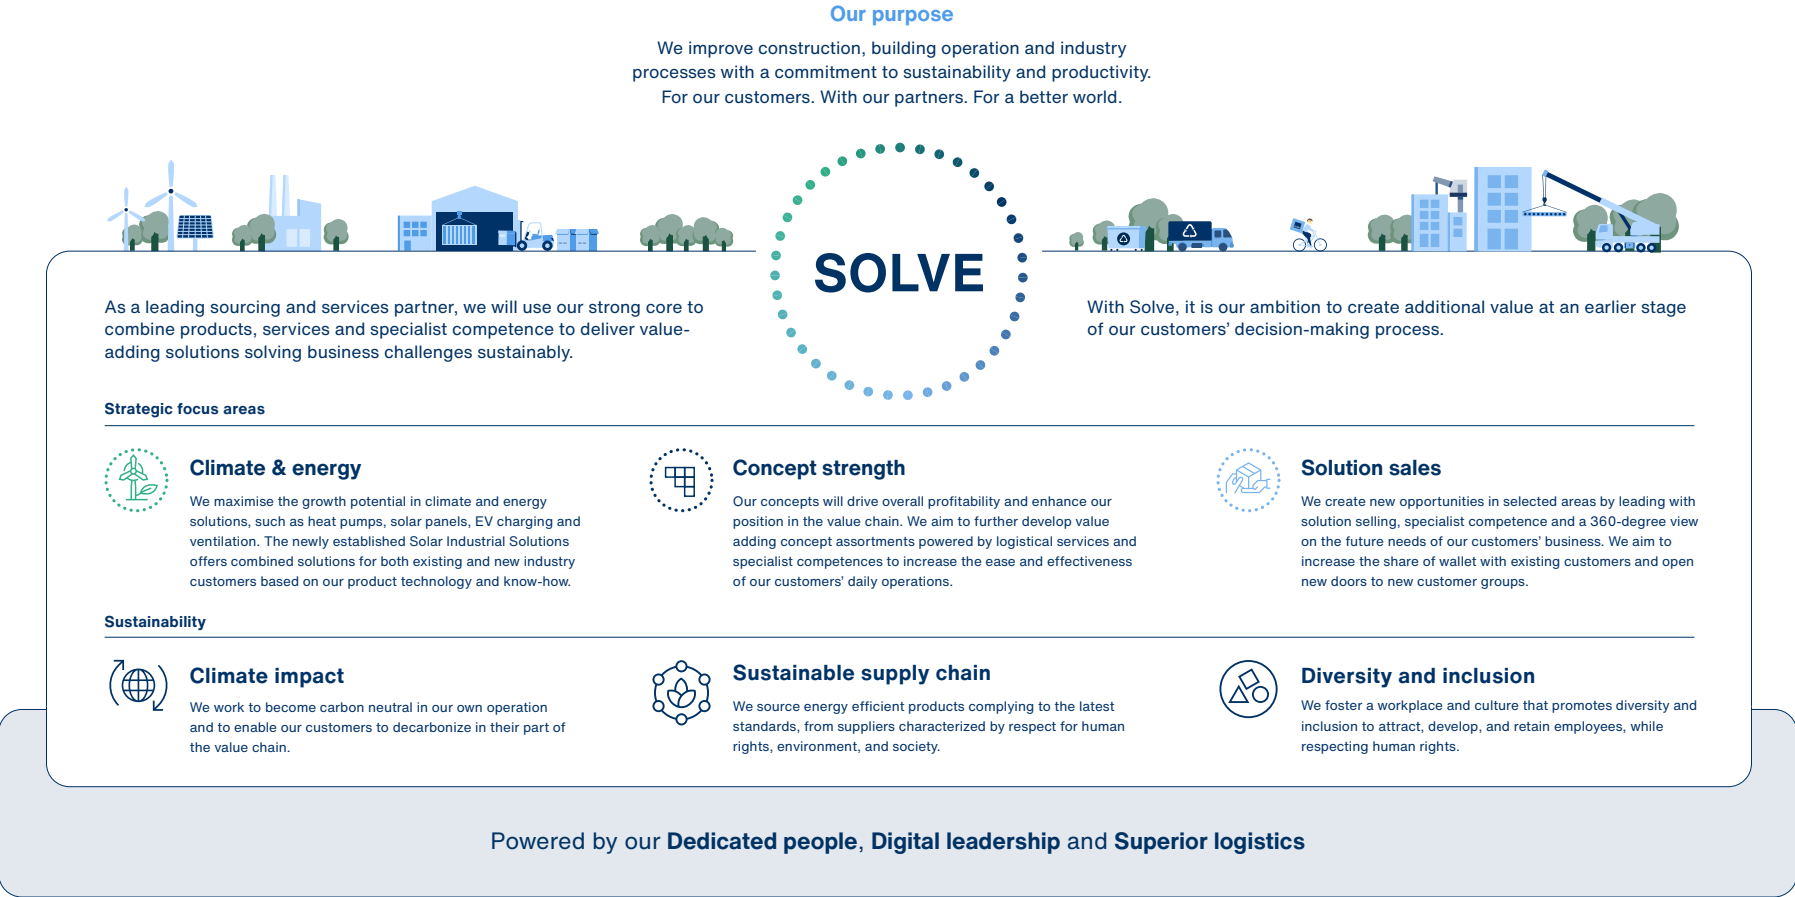 Our purpose
We improve construction, building operation and industry
processes with a commitment to sustainability and productivity.
For our customers. With our partners. For a better world.
SOLVE
As a leading sourcing and services partner, we will use our strong core to
combine products, services and specialist competence to deliver value-
adding solutions solving business challenges sustainably.
With Solve, it is our ambition to create additional value at an earlier stage
of our customers’ decision-making process.
Strategic focus areas
Climate & energy
We maximise the growth potential in climate and energy
solutions, such as heat pumps, solar panels, EV charging and
ventilation. The newly established Solar Industrial Solutions
offers combined solutions for both existing and new industry
customers based on our product technology and know-how.
Concept strength
Our concepts will drive overall profitability and enhance our
position in the value chain. We aim to further develop value
adding concept assortments powered by logistical services and
specialist competences to increase the ease and effectiveness
of our customers’ daily operations.
Solution sales
We create new opportunities in selected areas by leading with
solution selling, specialist competence and a 360-degree view
on the future needs of our customers’ business. We aim to
increase the share of wallet with existing customers and open
new doors to new customer groups.
Sustainability
Climate impact
We work to become carbon neutral in our own operation
and to enable our customers to decarbonize in their part of
the value chain.
Sustainable supply chain
We source energy efficient products complying to the latest
standards, from suppliers characterized by respect for human
rights, environment, and society.
Diversity and inclusion
We foster a workplace and culture that promotes diversity and
inclusion to attract, develop, and retain employees, while
respecting human rights.
Powered by our Dedicated people, Digital leadership and Superior logistics